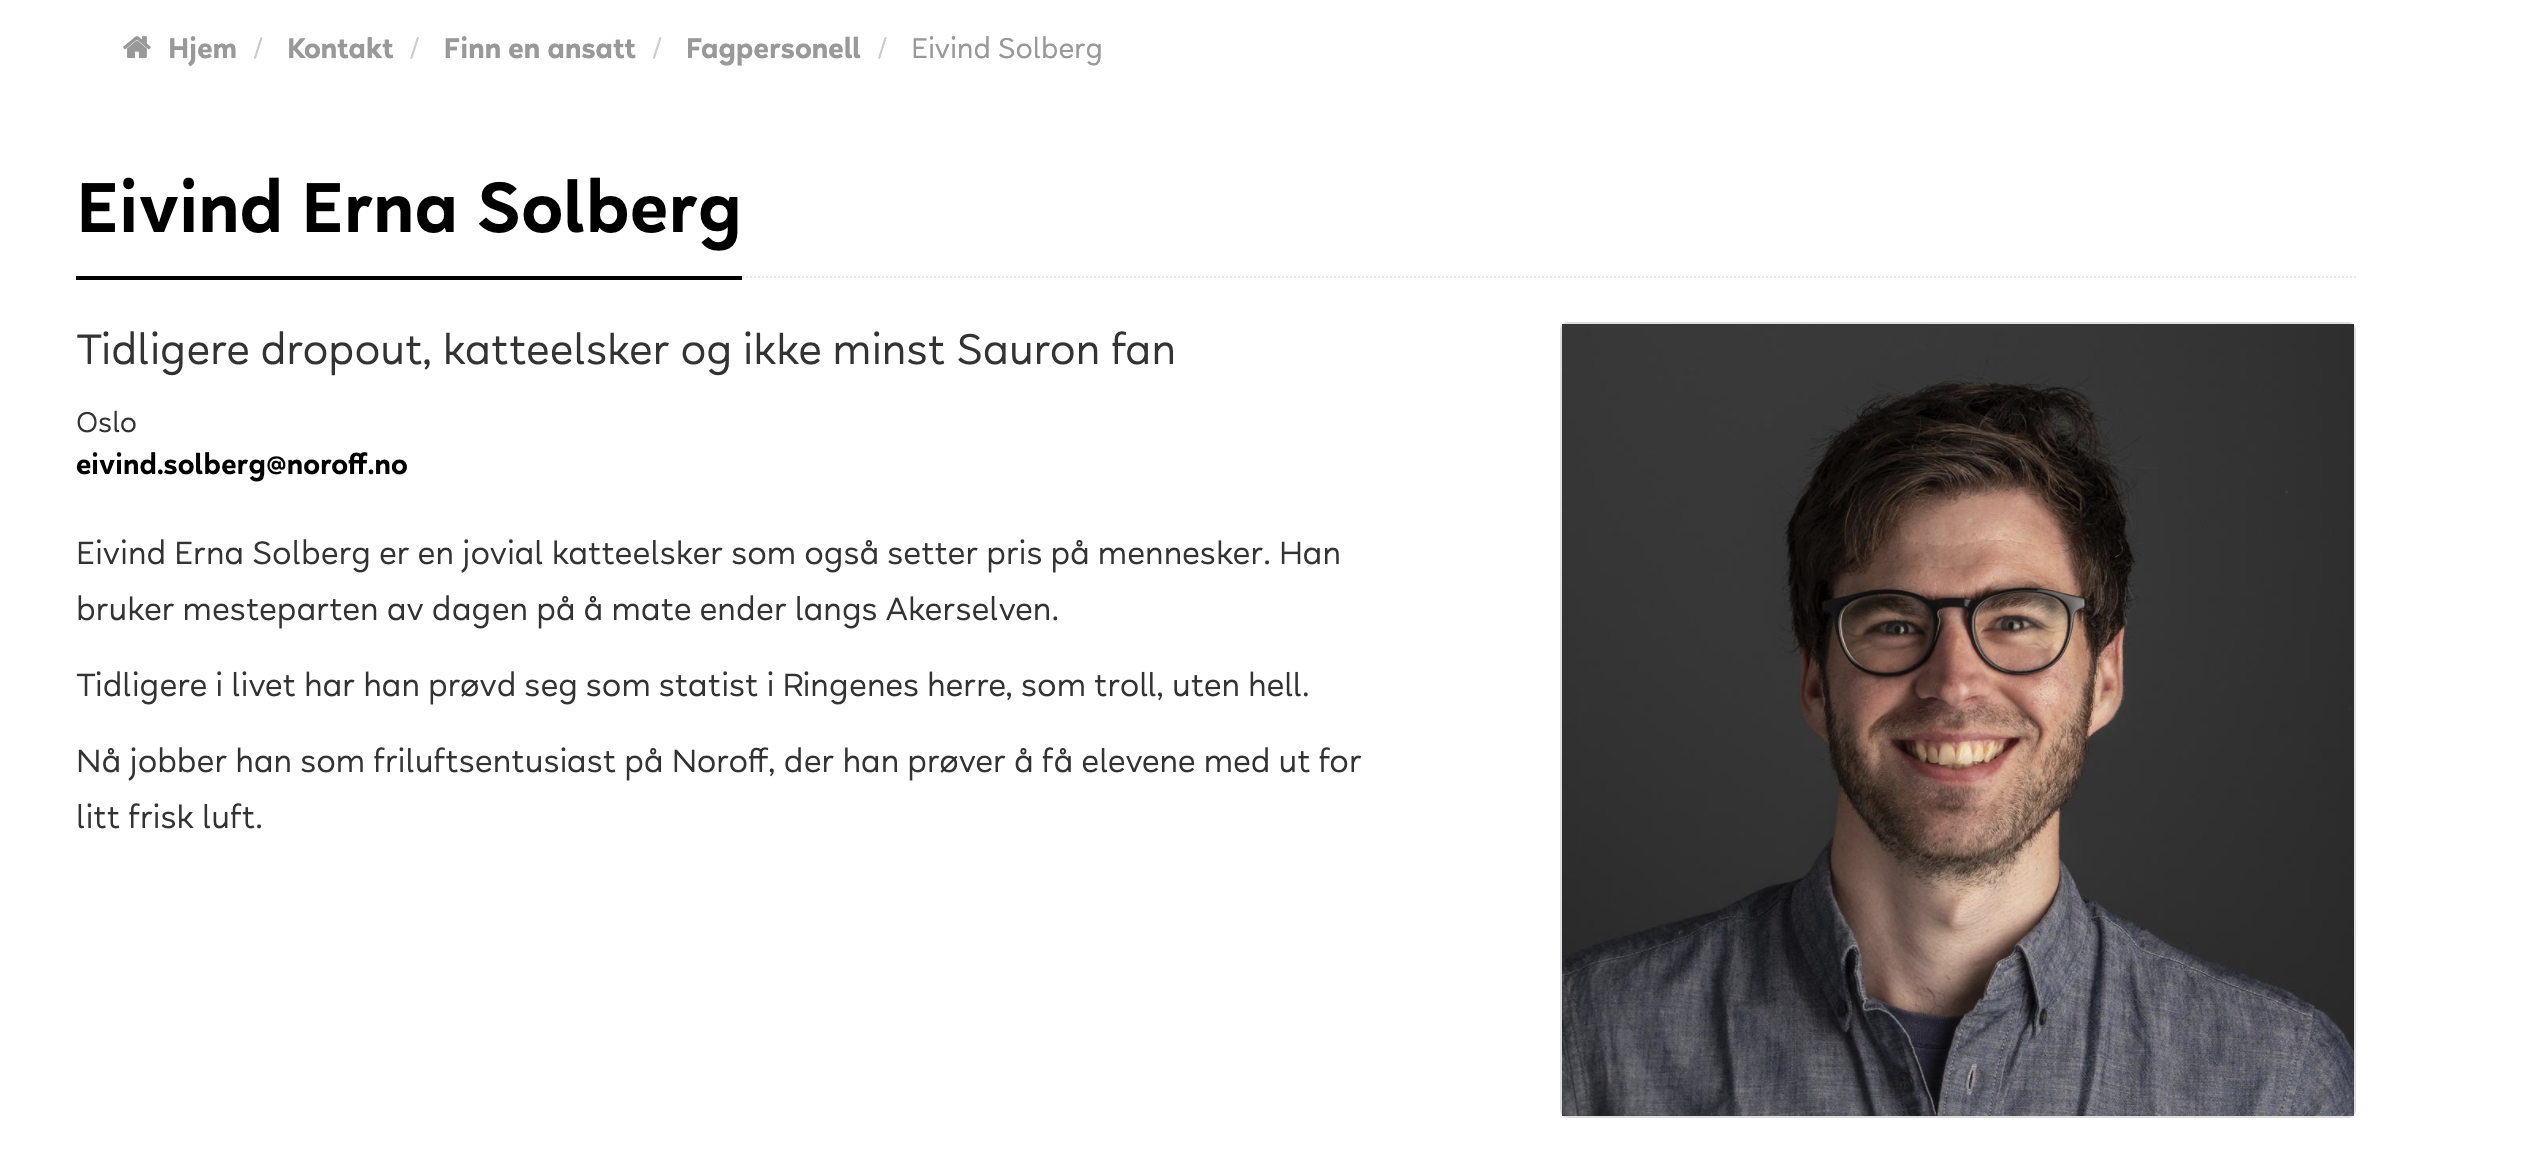 Hjem / Kontakt / Finn en ansatt / Fagpersonell / Eivind Solberg
Eivind Erna Solberg
Tidligere dropout, katteelsker og ikke minst Sauron fan
Oslo
eivind.solberg@noroff.no
Eivind Erna Solberg er en jovial katteelsker som også setter pris på mennesker. Han
bruker mesteparten av dagen på å mate ender langs Akerselven.
Tidligere i livet har han prøvd seg som statist i Ringenes herre, som troll, uten hell.
Nå jobber han som friluftsentusiast på Noroff, der han prøver å få elevene med ut for
litt frisk luft.